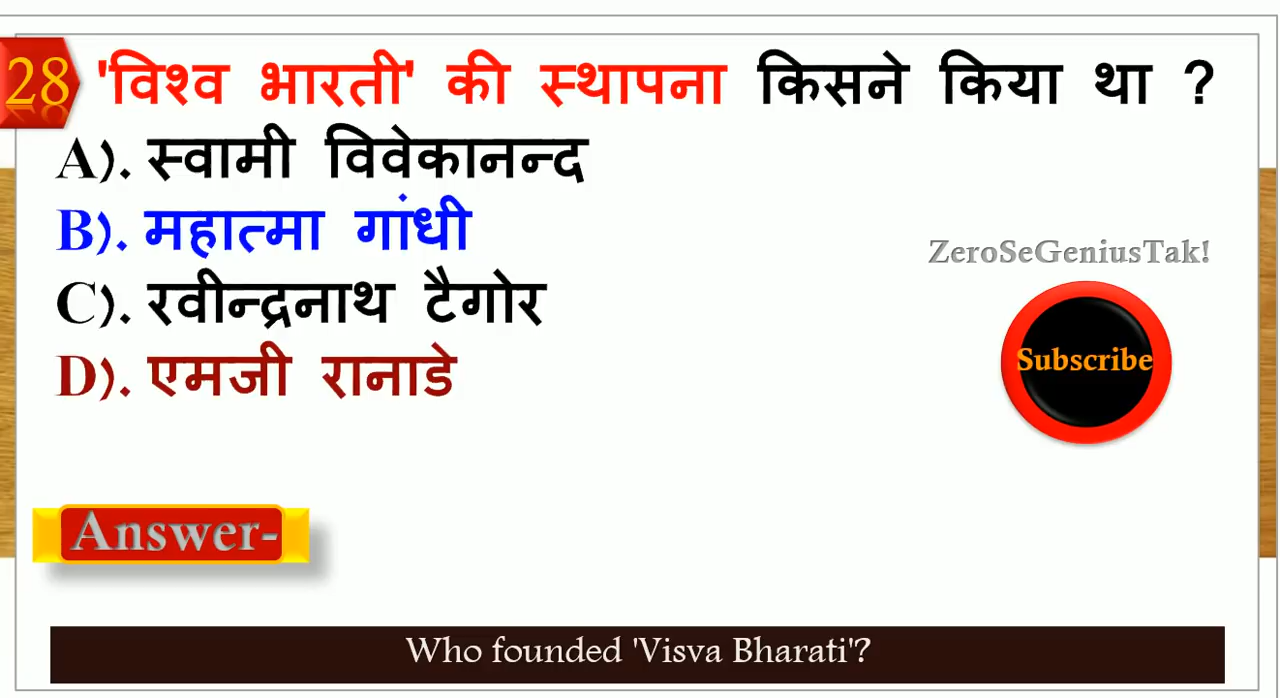 28 'विश्व भारती' की स्थापना किसने किया था ?
A). स्वामी विवेकानन्द
B). महात्मा गांधी
ZeroSeGeniusTak!
C). रवीन्द्रनाथ टैगोर
Subscribe
D). एमजी रानाडे
Answer-
Who founded 'Visva Bharati'?